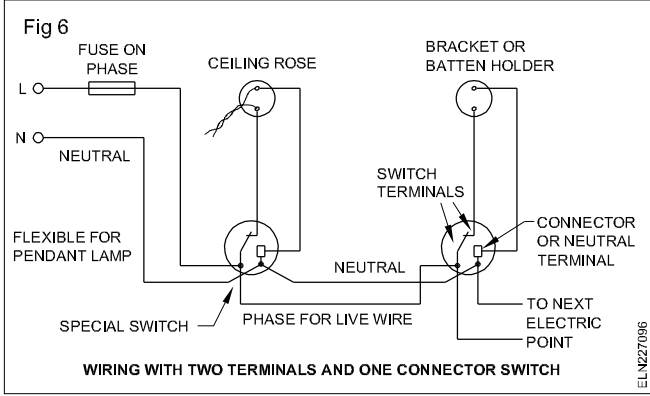 Fig 6
FUSE ON
PHASE
CEILING ROSE
BRACKET OR
BATTEN HOLDER
L
N
NEUTRAL
SWITCH
TERMINALS
FLEXIBLE FOR
PENDANT LAMP
CONNECTOR
OR NEUTRAL
TERMINAL
NEUTRAL
SPECIAL SWITCH
PHASE FOR LIVE WIRE
TO NEXT
ELECTRIC
POINT
WIRING WITH TWO TERMINALS AND ONE CONNECTOR SWITCH
ELN227096